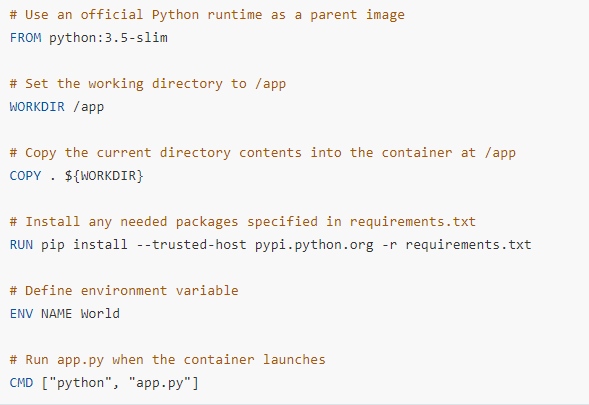 # Use an official Python runtime as a parent image
FROM python:3.5-slim
# Set the working directory to /app
WORKDIR /app
# Copy the current directory contents into the container at /app
COPY . ${WORKDIR}
# Install any needed packages specified in requirements.txt
RUN pip install --trusted-host pypi.python.org -r requirements.txt
# Define environment variable
ENV NAME World
# Run app.py when the container launches
CMD ["python", "app.py"]